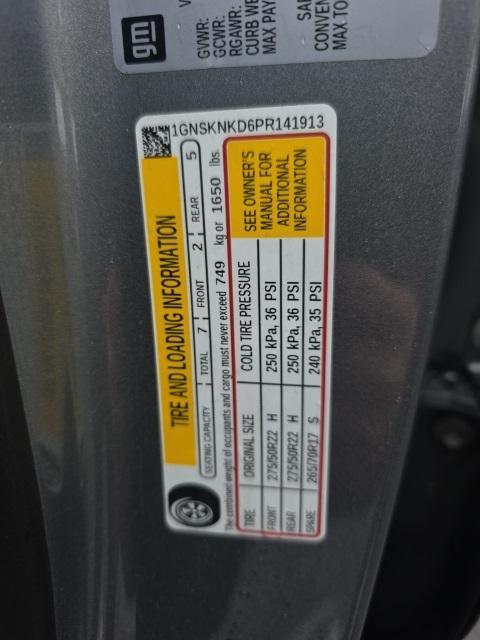 gm
GVWR:
GCWR:
RGAWR:
CURB WE
MAX PAY
CONVEN
MAX TO
1GNSKNKD6PR141913
TIRE AND LOADING INFORMATION
SEATING CAPACITY TOTAL 7 FRONT 2 REAR 5
The combined weight of occupants and cargo must never exceed 749 kg or 1650 lbs.
TIRE ORIGINAL SIZE COLD TIRE PRESSURE
FRONT 275/50R22 H 250 kPa, 36 PSI
REAR 275/50R22 H 250 kPa, 36 PSI
SPARE 265/70R17 S 240 kPa, 35 PSI
SEE OWNER'S
MANUAL FOR
ADDITIONAL
INFORMATION